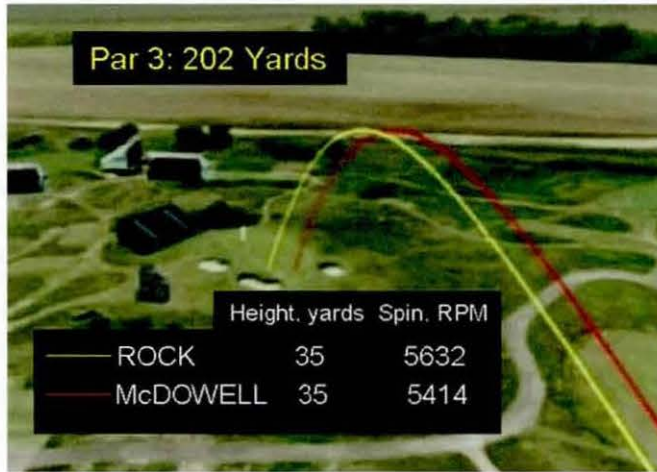 Par 3: 202 Yards
Height. yards Spin. RPM
ROCK 35 5632
McDOWELL 35 5414